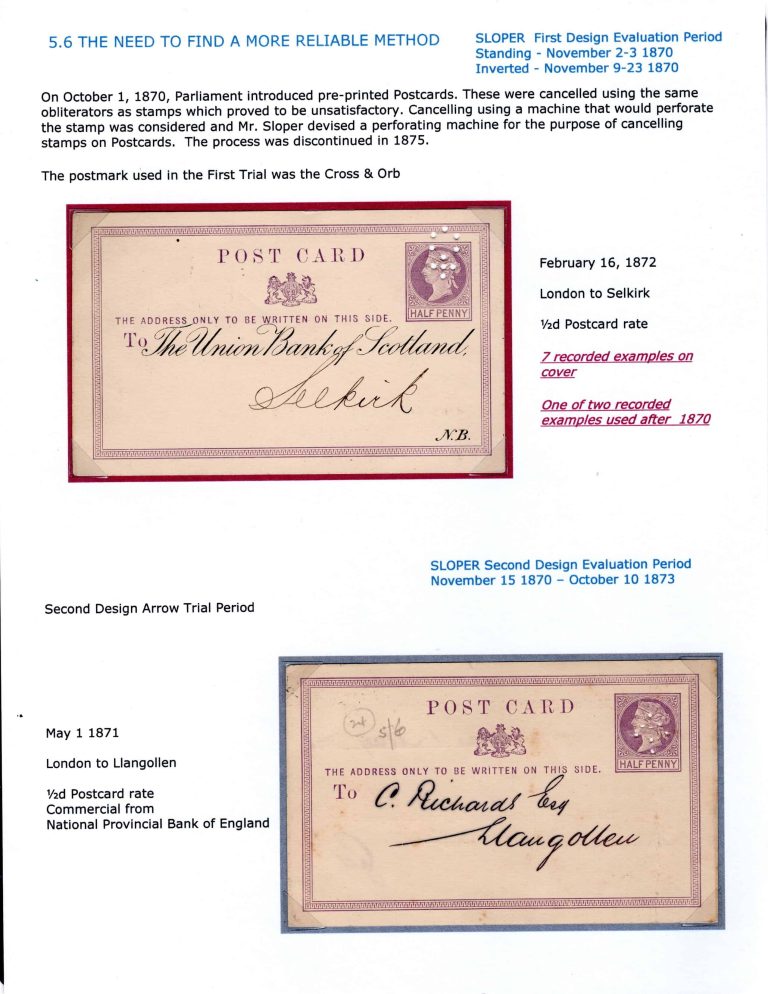 5.6 THE NEED TO FIND A MORE RELIABLE METHOD
SLOPER First Design Evaluation Period
Standing - November 2-3 1870
Inverted - November 9-23 1870
On October 1, 1870, Parliament introduced pre-printed Postcards. These were cancelled using the same
obliterators as stamps which proved to be unsatisfactory. Cancelling using a machine that would perforate
the stamp was considered and Mr. Sloper devised a perforating machine for the purpose of cancelling
stamps on Postcards. The process was discontinued in 1875.
The postmark used in the First Trial was the Cross & Orb
POST CARD
HALF PENNY
THE ADDRESS ONLY TO BE WRITTEN ON THIS SIDE.
To The Union Bank of Scotland,
Selkirk
N.B.
February 16, 1872
London to Selkirk
½d Postcard rate
7 recorded examples on
cover
One of two recorded
examples used after 1870
SLOPER Second Design Evaluation Period
November 15 1870 – October 10 1873
Second Design Arrow Trial Period
May 1 1871
London to Llangollen
½d Postcard rate
Commercial from
National Provincial Bank of England
POST CARD
5/6
HALF PENNY
THE ADDRESS ONLY TO BE WRITTEN ON THIS SIDE.
To C. Richards Esq
Llangollen